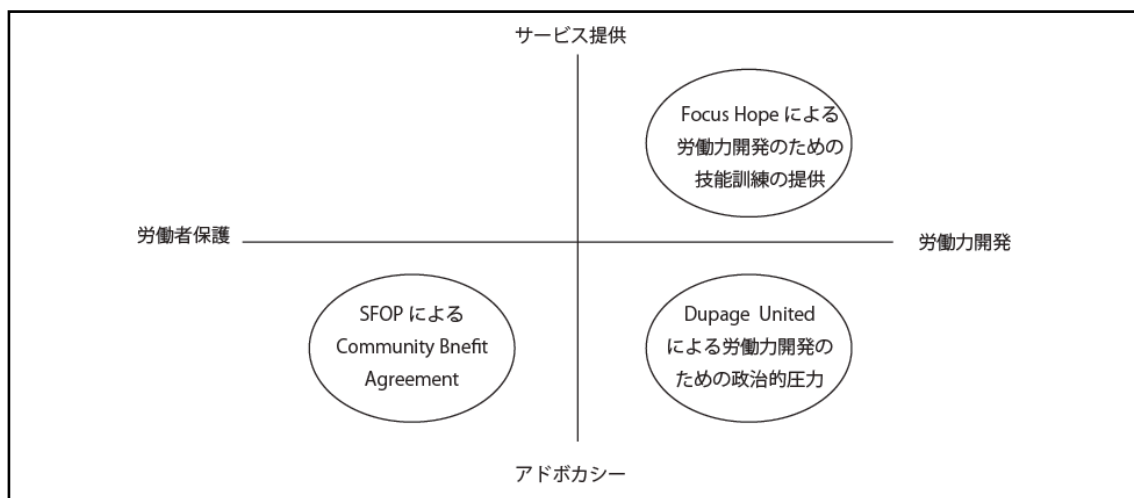 サービス提供
Focus Hope による
労働力開発のための
技能訓練の提供
労働者保護
労働力開発
SFOP による
Community Bnefit
Agreement
Dupage United
による労働力開発の
ための政治的圧力
アドボカシー